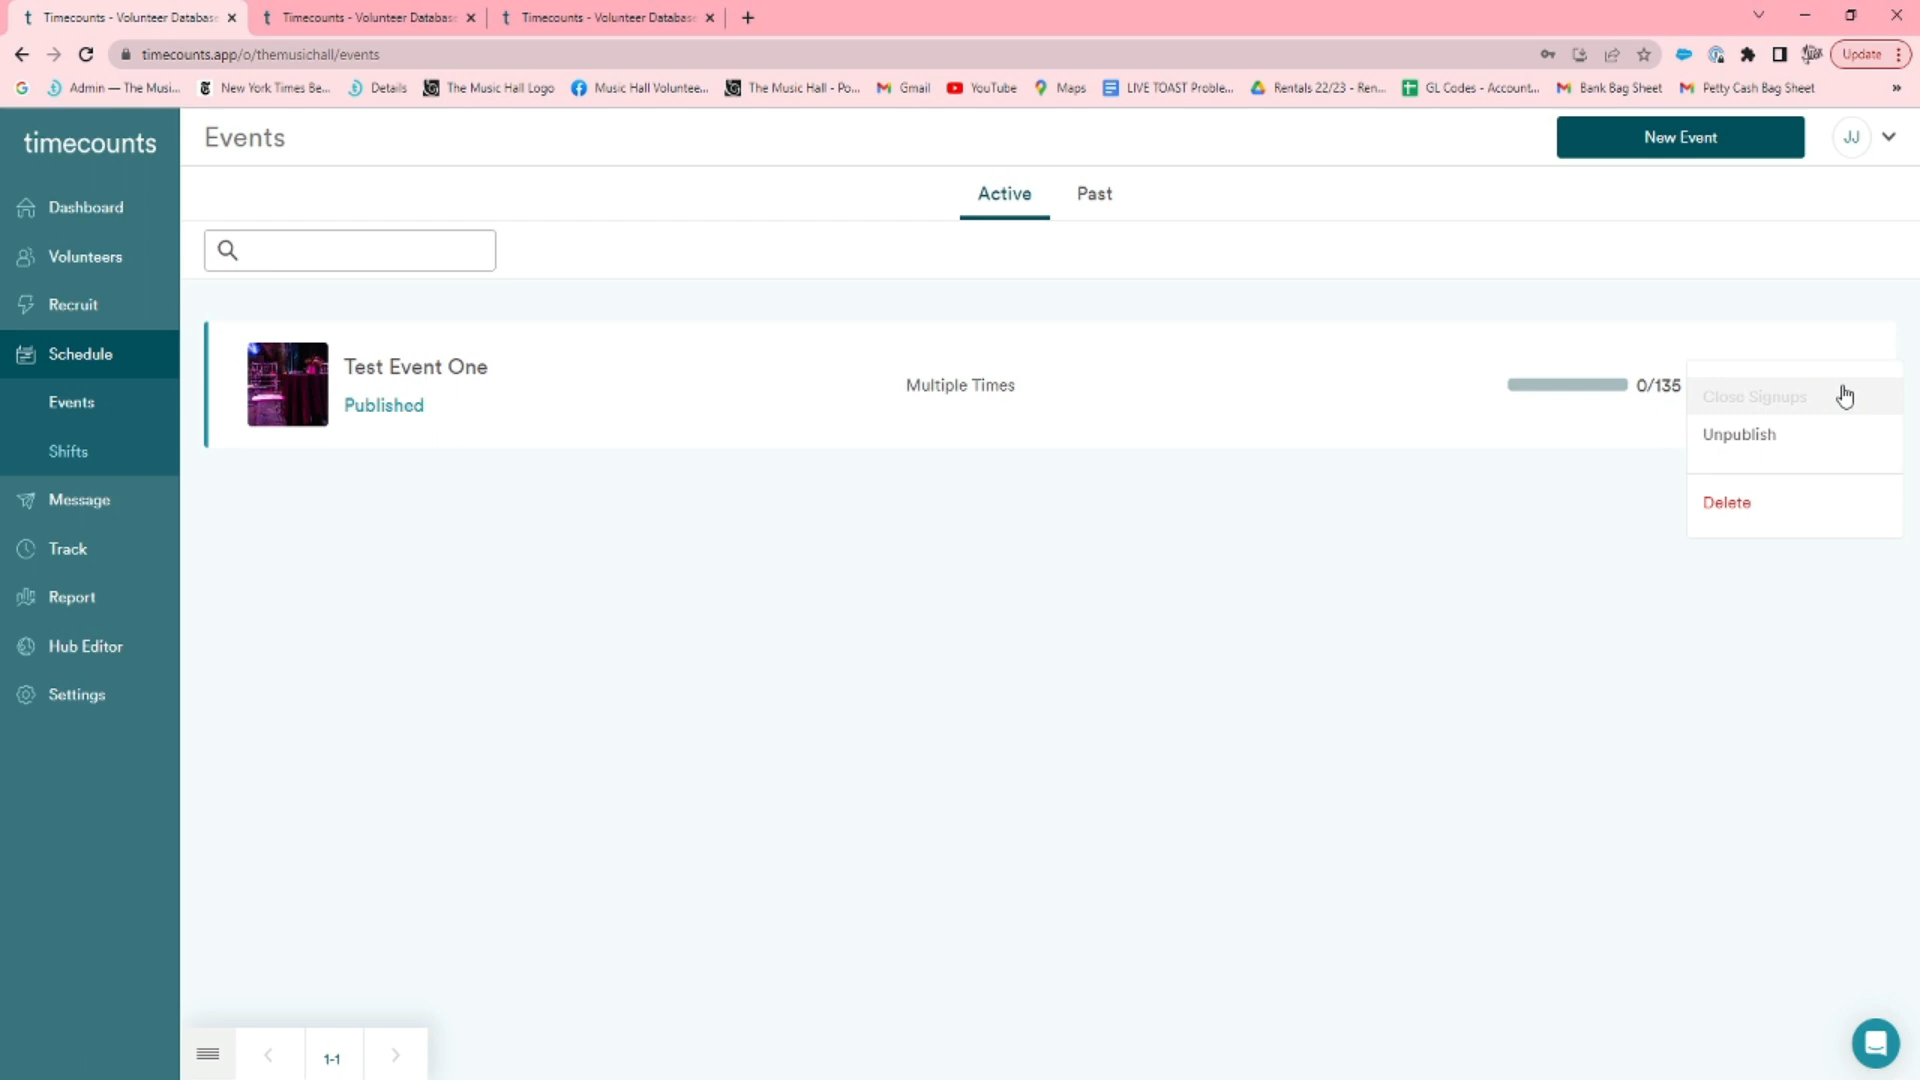 Timecounts - Volunteer Databas
Timecounts - Volunteer Databas
Timecounts - Volunteer Databas
timecounts.app/o/themusichall/events
Update
Admin — The Musi...
New York Times Be...
Details
The Music Hall Logo
Music Hall Voluntee...
The Music Hall - Po...
Gmail
YouTube
Maps
LIVE TOAST Proble...
Rentals 22/23 - Ren...
GL Codes - Account...
Bank Bag Sheet
Petty Cash Bag Sheet
»
timecounts
Events
New Event
JJ
Dashboard
Volunteers
Recruit
Schedule
Events
Shifts
Message
Track
Report
Hub Editor
Settings
Active
Past
Test Event One
Published
Multiple Times
0/135
Close Signups
Unpublish
Delete
1-1